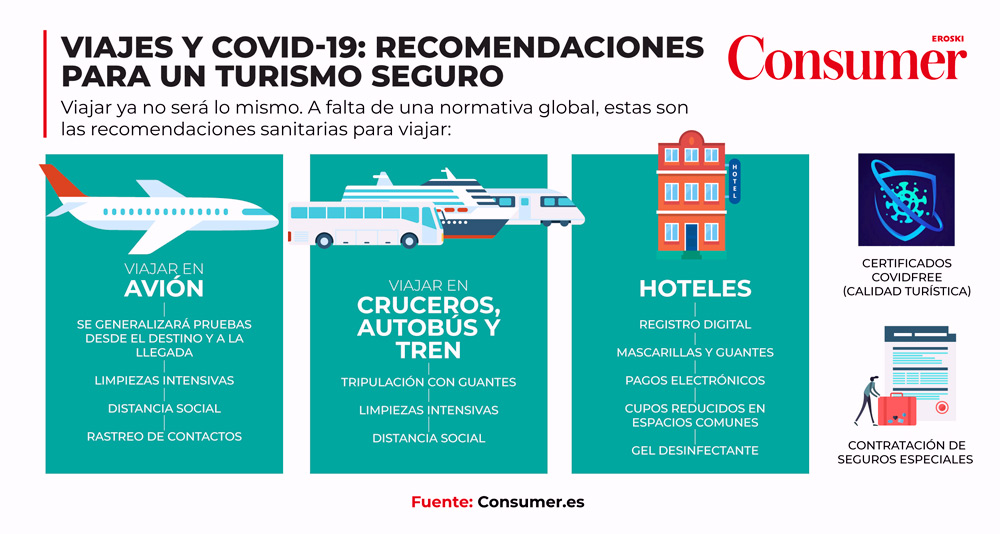 VIAJES Y COVID-19: RECOMENDACIONES
PARA UN TURISMO SEGURO
Viajar ya no será lo mismo. A falta de una normativa global, estas son
las recomendaciones sanitarias para viajar:
EROSKI
Consumer
VIAJAR EN
AVIÓN
SE GENERALIZARÁ PRUEBAS
DESDE EL DESTINO Y A LA
LLEGADA
LIMPIEZAS INTENSIVAS
DISTANCIA SOCIAL
RASTREO DE CONTACTOS
VIAJAR EN
CRUCEROS,
AUTOBÚS Y
TREN
TRIPULACIÓN CON GUANTES
LIMPIEZAS INTENSIVAS
DISTANCIA SOCIAL
HOTEL
HOTELES
REGISTRO DIGITAL
MASCARILLAS Y GUANTES
PAGOS ELECTRÓNICOS
CUPOS REDUCIDOS EN
ESPACIOS COMUNES
GEL DESINFECTANTE
CERTIFICADOS
COVIDFREE
(CALIDAD TURÍSTICA)
CONTRATACIÓN DE
SEGUROS ESPECIALES
Fuente: Consumer.es